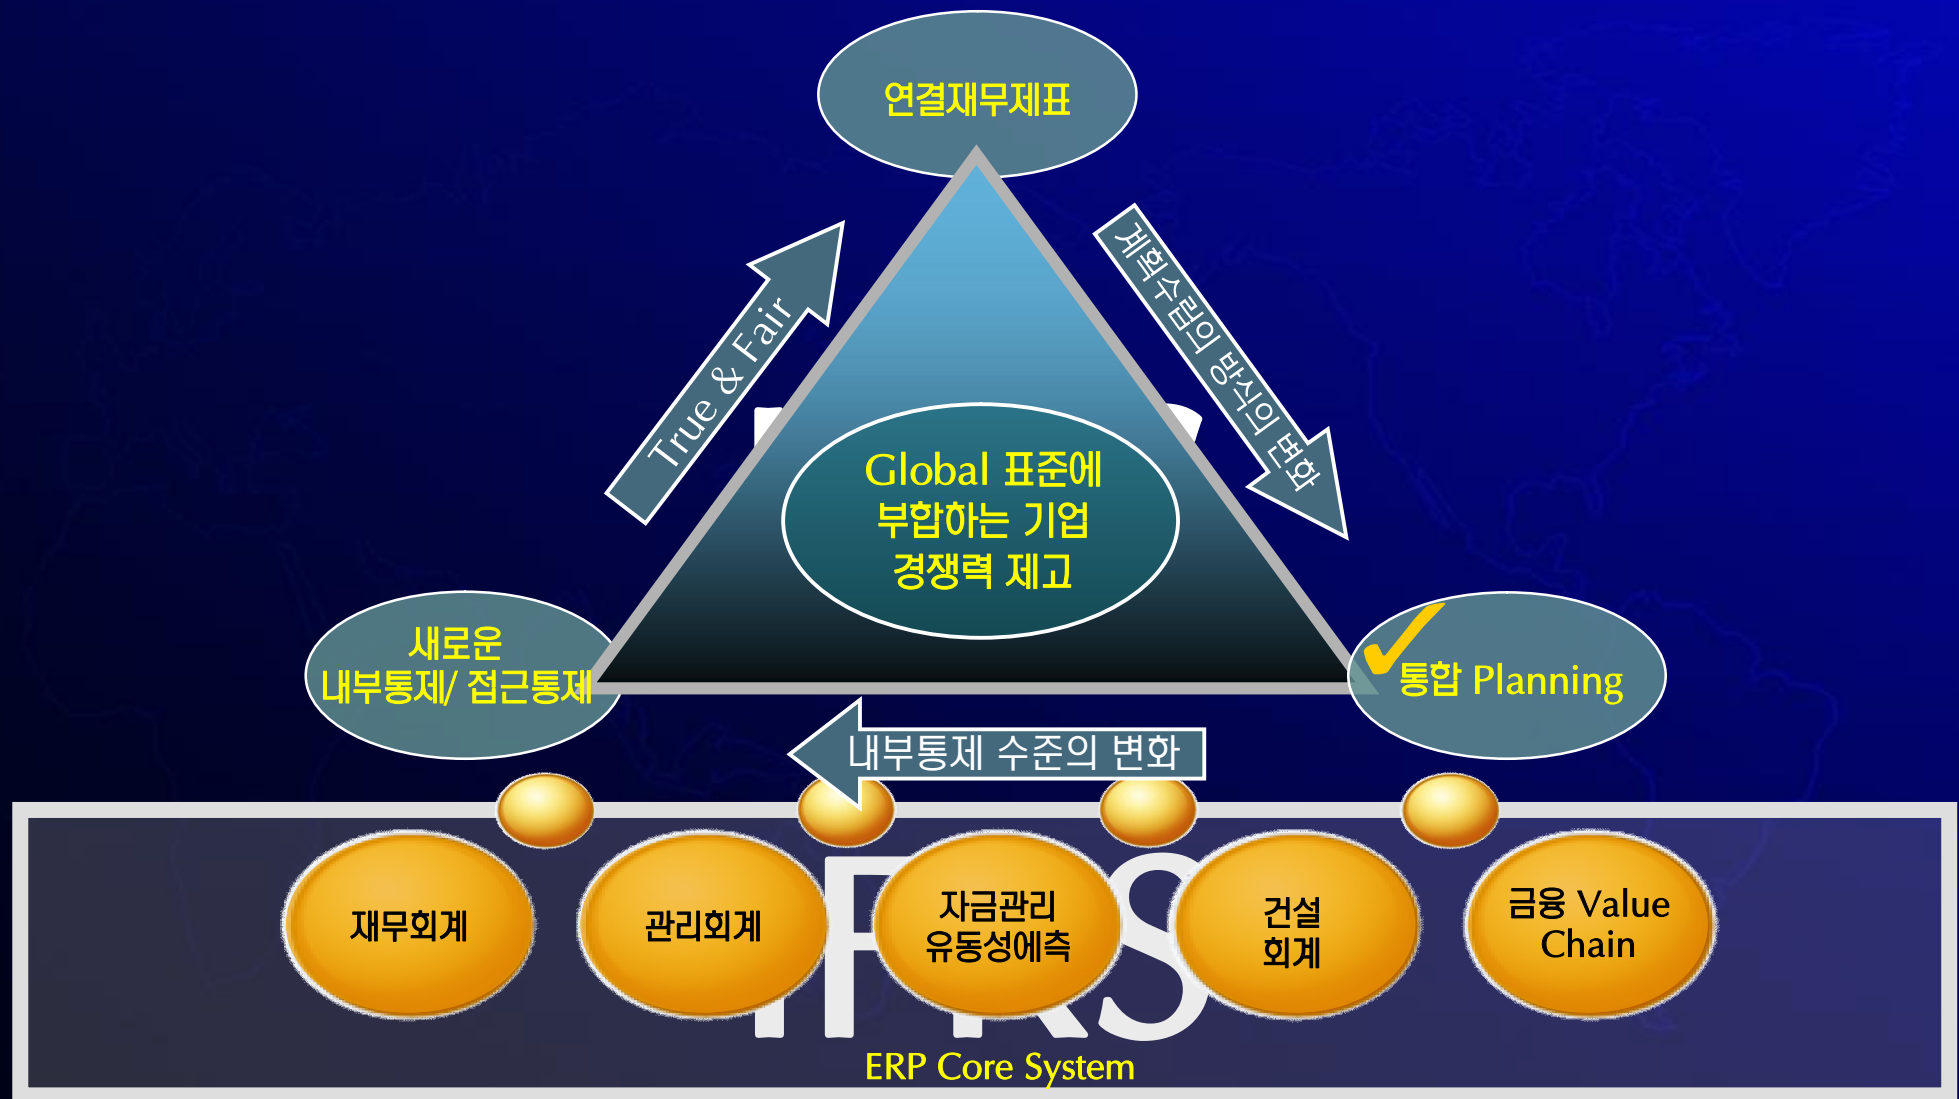 연결재무제표
True & Fair
계획수립의 방식의 변화
Global 표준에
부합하는 기업
경쟁력 제고
새로운
내부통제/ 접근통제
통합 Planning
내부통제 수준의 변화
재무회계
관리회계
자금관리
유동성예측
건설
회계
금융 Value
Chain
IFRS
ERP Core System